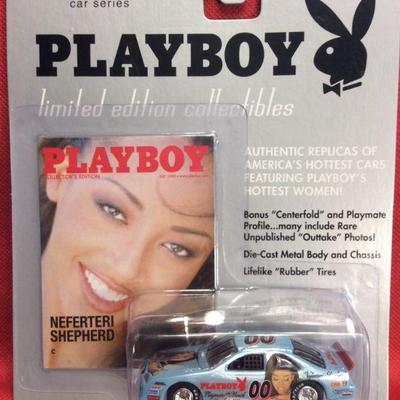 car series
PLAYBOY
limited edition collectibles
AUTHENTIC REPLICAS OF
AMERICA'S HOTTEST CARS
FEATURING PLAYBOY'S
HOTTEST WOMEN!
Bonus "Centerfold" and Playmate
Profile...many include Rare
Unpublished "Outtake" Photos!
Die-Cast Metal Body and Chassis
Lifelike "Rubber" Tires
PLAYBOY
COLLECTOR'S EDITION
NEFERTERI
SHEPHERD
C
00
PLAYBOY
00